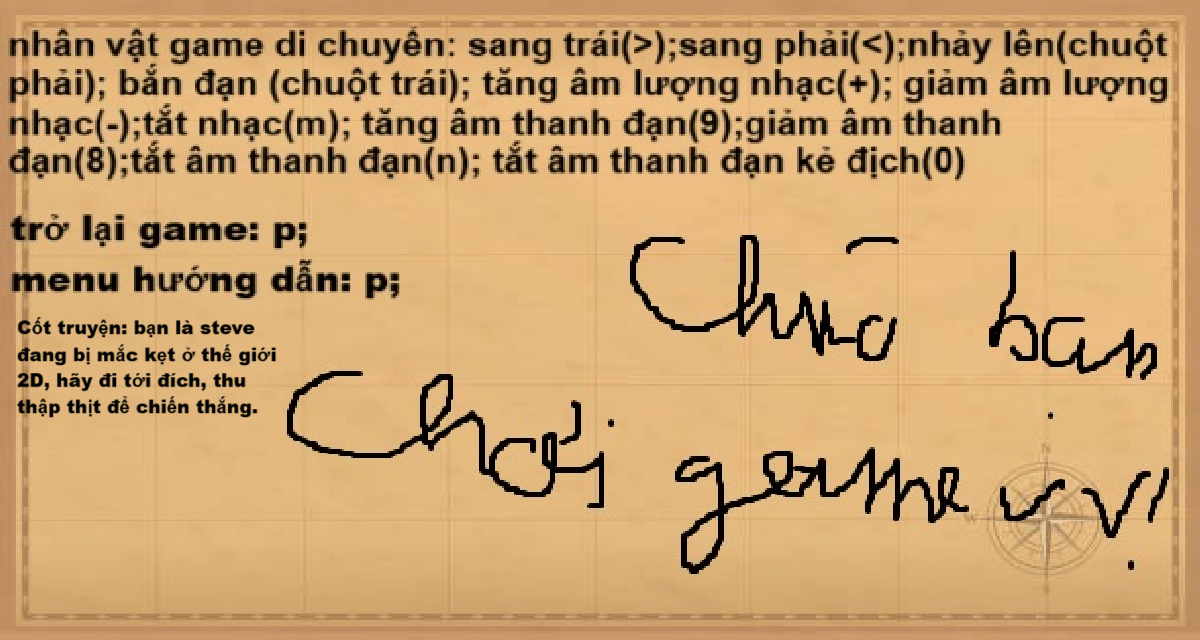 nhân vật game di chuyển: sang trái(>);sang phải(<);nhảy lên(chuột
phải); bắn đạn (chuột trái); tăng âm lượng nhạc(+); giảm âm lượng
nhạc(-);tắt nhạc(m); tăng âm thanh đạn(9);giảm âm thanh
đạn(8);tắt âm thanh đạn(n); tắt âm thanh đạn kẻ địch(0)
trở lại game: p;
menu hướng dẫn: p;
Cốt truyện: bạn là steve
đang bị mắc kẹt ở thế giới
2D, hãy đi tới đích, thu
thập thịt để chiến thắng.
Chúc bạn
Chơi game vv!
N
W
S